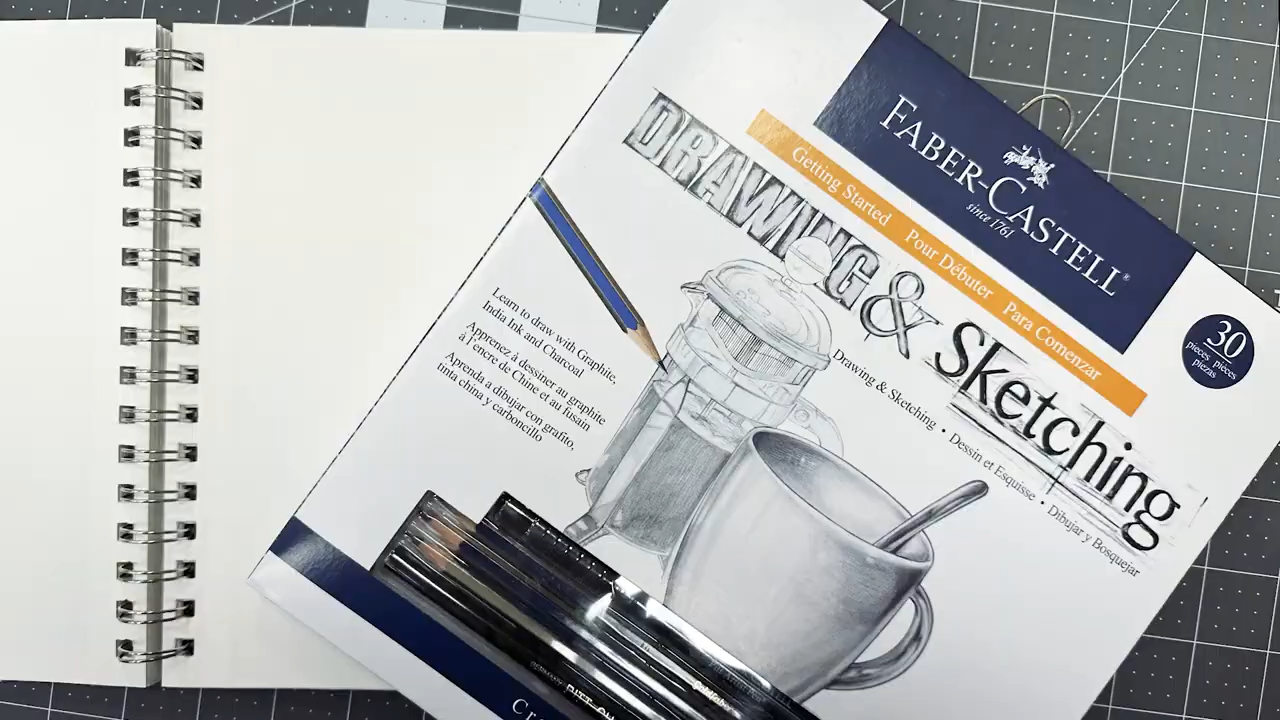 FABER-CASTELL®
since 1761
Getting Started Pour Débuter Para Comenzar
DRAWING & Sketching
30
pieces pièces
piezas
Drawing & Sketching • Dessin et Esquisse • Dibujar y Bosquejar
Learn to draw with Graphite,
India Ink and Charcoal
Apprenez à dessiner au graphite
à l'encre de Chine et au fusain
Aprenda a dibujar con grafito,
tinta china y carboncillo